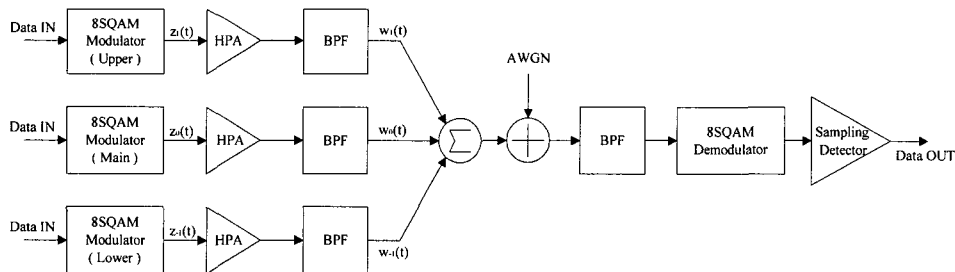 Data IN
8SQAM
Modulator
( Upper )
z₁(t)
HPA
BPF
w₁(t)
Data IN
8SQAM
Modulator
( Main )
z₀(t)
HPA
BPF
w₀(t)
Data IN
8SQAM
Modulator
( Lower )
z₋₁(t)
HPA
BPF
w₋₁(t)
Σ
AWGN
+
BPF
8SQAM
Demodulator
Sampling
Detector
Data OUT